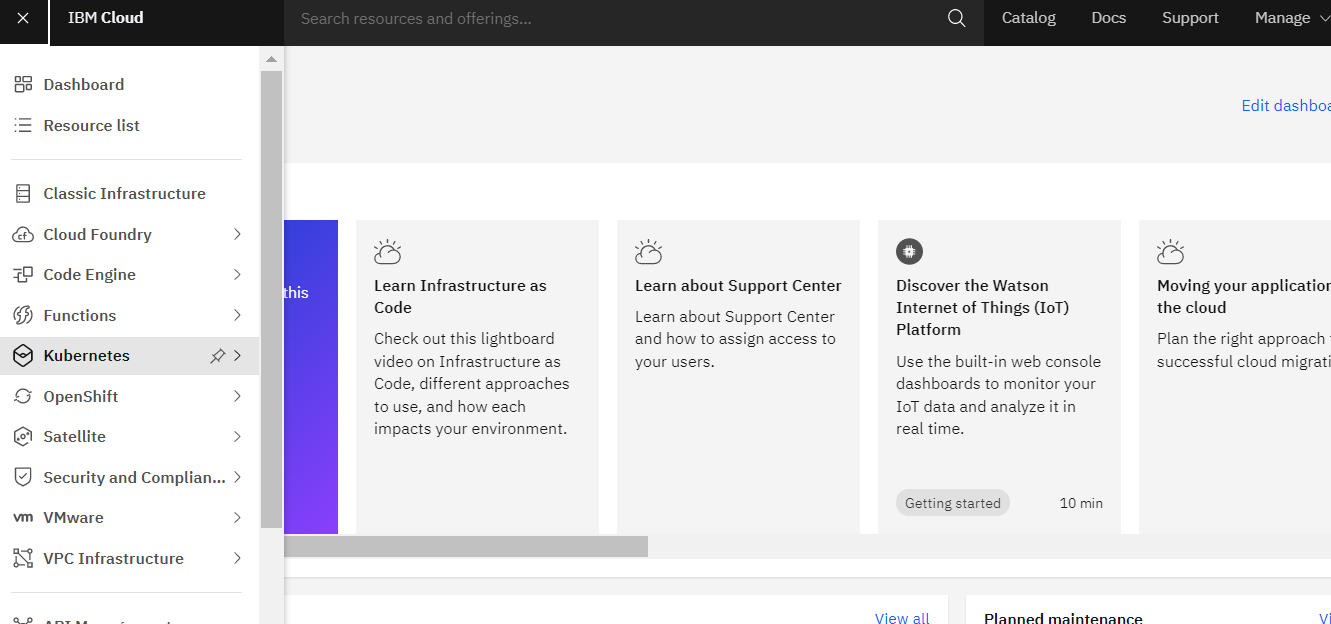 IBM Cloud
Search resources and offerings...
Catalog
Docs
Support
Manage
Dashboard
Resource list
Classic Infrastructure
Cloud Foundry
Code Engine
Functions
Kubernetes
OpenShift
Satellite
Security and Complian...
vm VMware
VPC Infrastructure
Edit dashboa
this
Learn Infrastructure as
Code
Check out this lightboard
video on Infrastructure as
Code, different approaches
to use, and how each
impacts your environment.
Learn about Support Center
Learn about Support Center
and how to assign access to
your users.
Discover the Watson
Internet of Things (IoT)
Platform
Use the built-in web console
dashboards to monitor your
IoT data and analyze it in
real time.
Getting started
10 min
Moving your application
the cloud
Plan the right approach
successful cloud migrati
View all
Planned maintenance
Vi